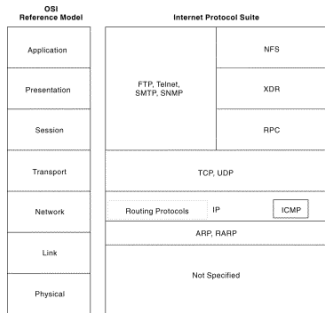 OSI
Reference Model
Internet Protocol Suite
Application
Presentation
Session
Transport
Network
Link
Physical
FTP, Telnet,
SMTP, SNMP
NFS
XDR
RPC
TCP, UDP
Routing Protocols
IP
ICMP
ARP, RARP
Not Specified